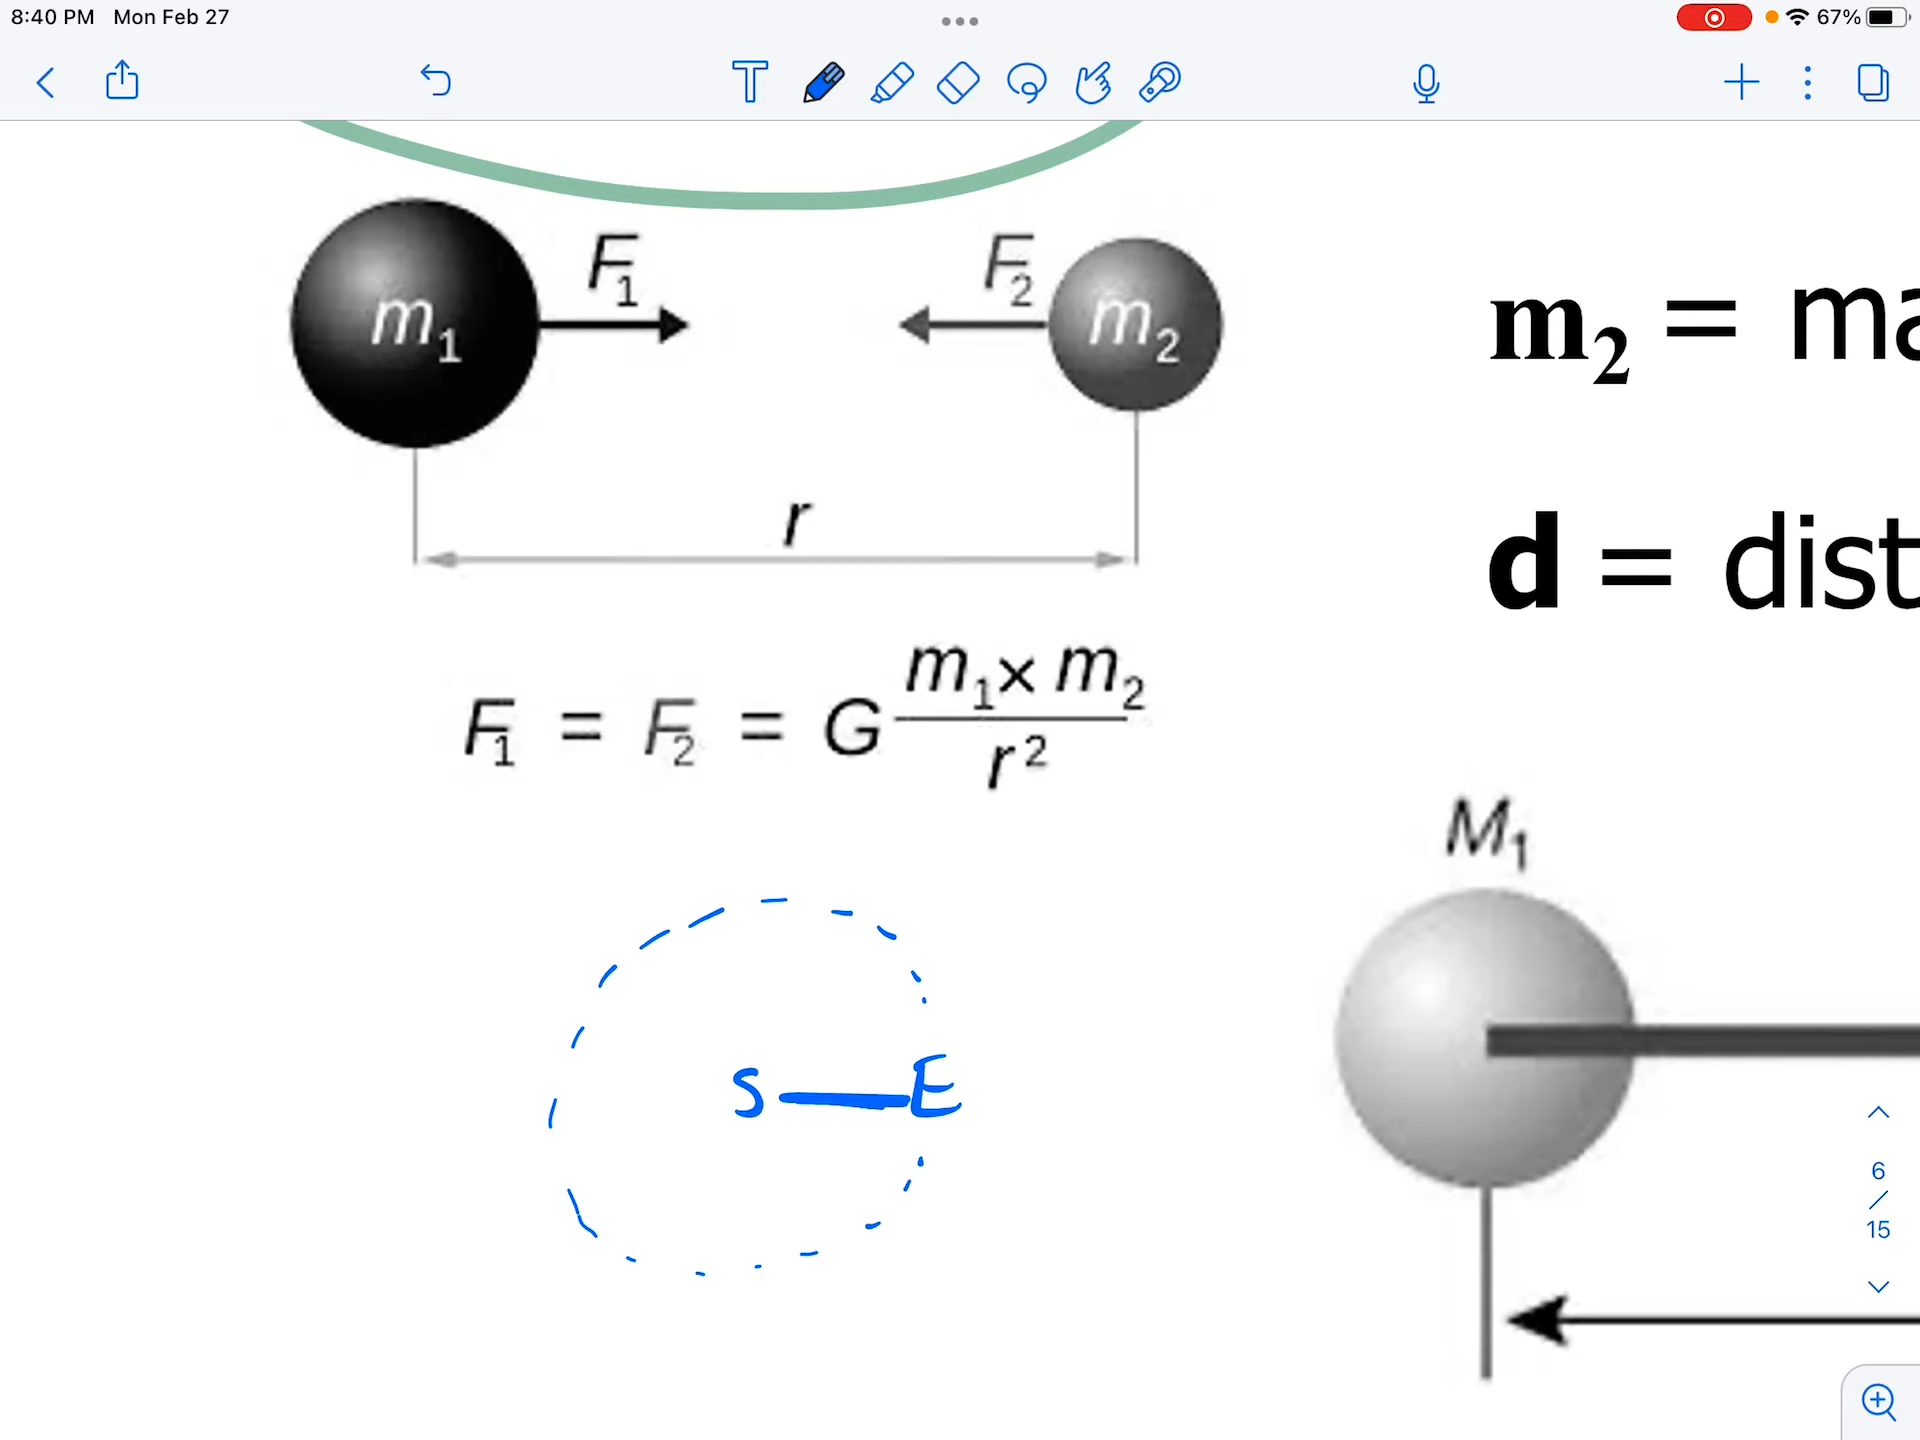 8:40 PM Mon Feb 27
67%
F1 F2
m1 m2
r
F1 = F2 = G m1 x m2 / r2
m2 = ma
d = dist
M1
S — E
6
/
15